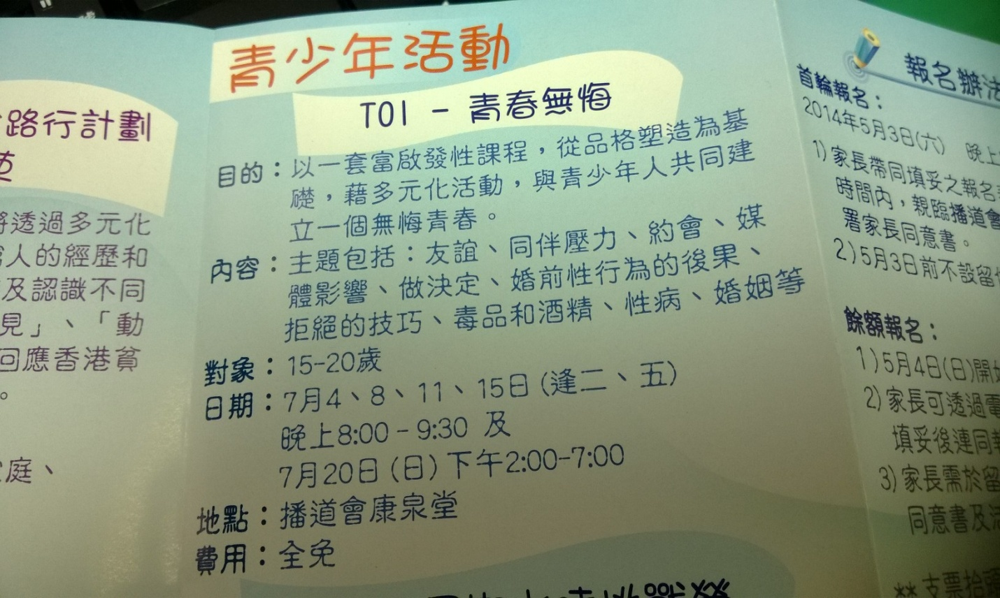 路行計劃
透過多元化
人的經歷和
及認識不同
見」、「動
回應香港貧
。
庭、
青少年活動
T01 - 青春無悔
目的：以一套富啟發性課程，從品格塑造為基
礎，藉多元化活動，與青少年人共同建
立一個無悔青春。
內容：主題包括：友誼、同伴壓力、約會、媒
體影響、做決定、婚前性行為的後果、
拒絕的技巧、毒品和酒精、性病、婚姻等
對象：15-20歲
日期：7月4、8、11、15日 (逢二、五)
晚上8:00 - 9:30 及
7月20日 (日) 下午2:00-7:00
地點：播道會康泉堂
費用：全免
報名辦法
首輪報名：
2014年5月3日(六) 晚上
1) 家長帶同填妥之報名
時間內，親臨播道會
署家長同意書。
2) 5月3日前不設留
餘額報名：
1) 5月4日(日)開始
2) 家長可透過電
填妥後連同
3) 家長需於留
同意書及
** 支票抬頭